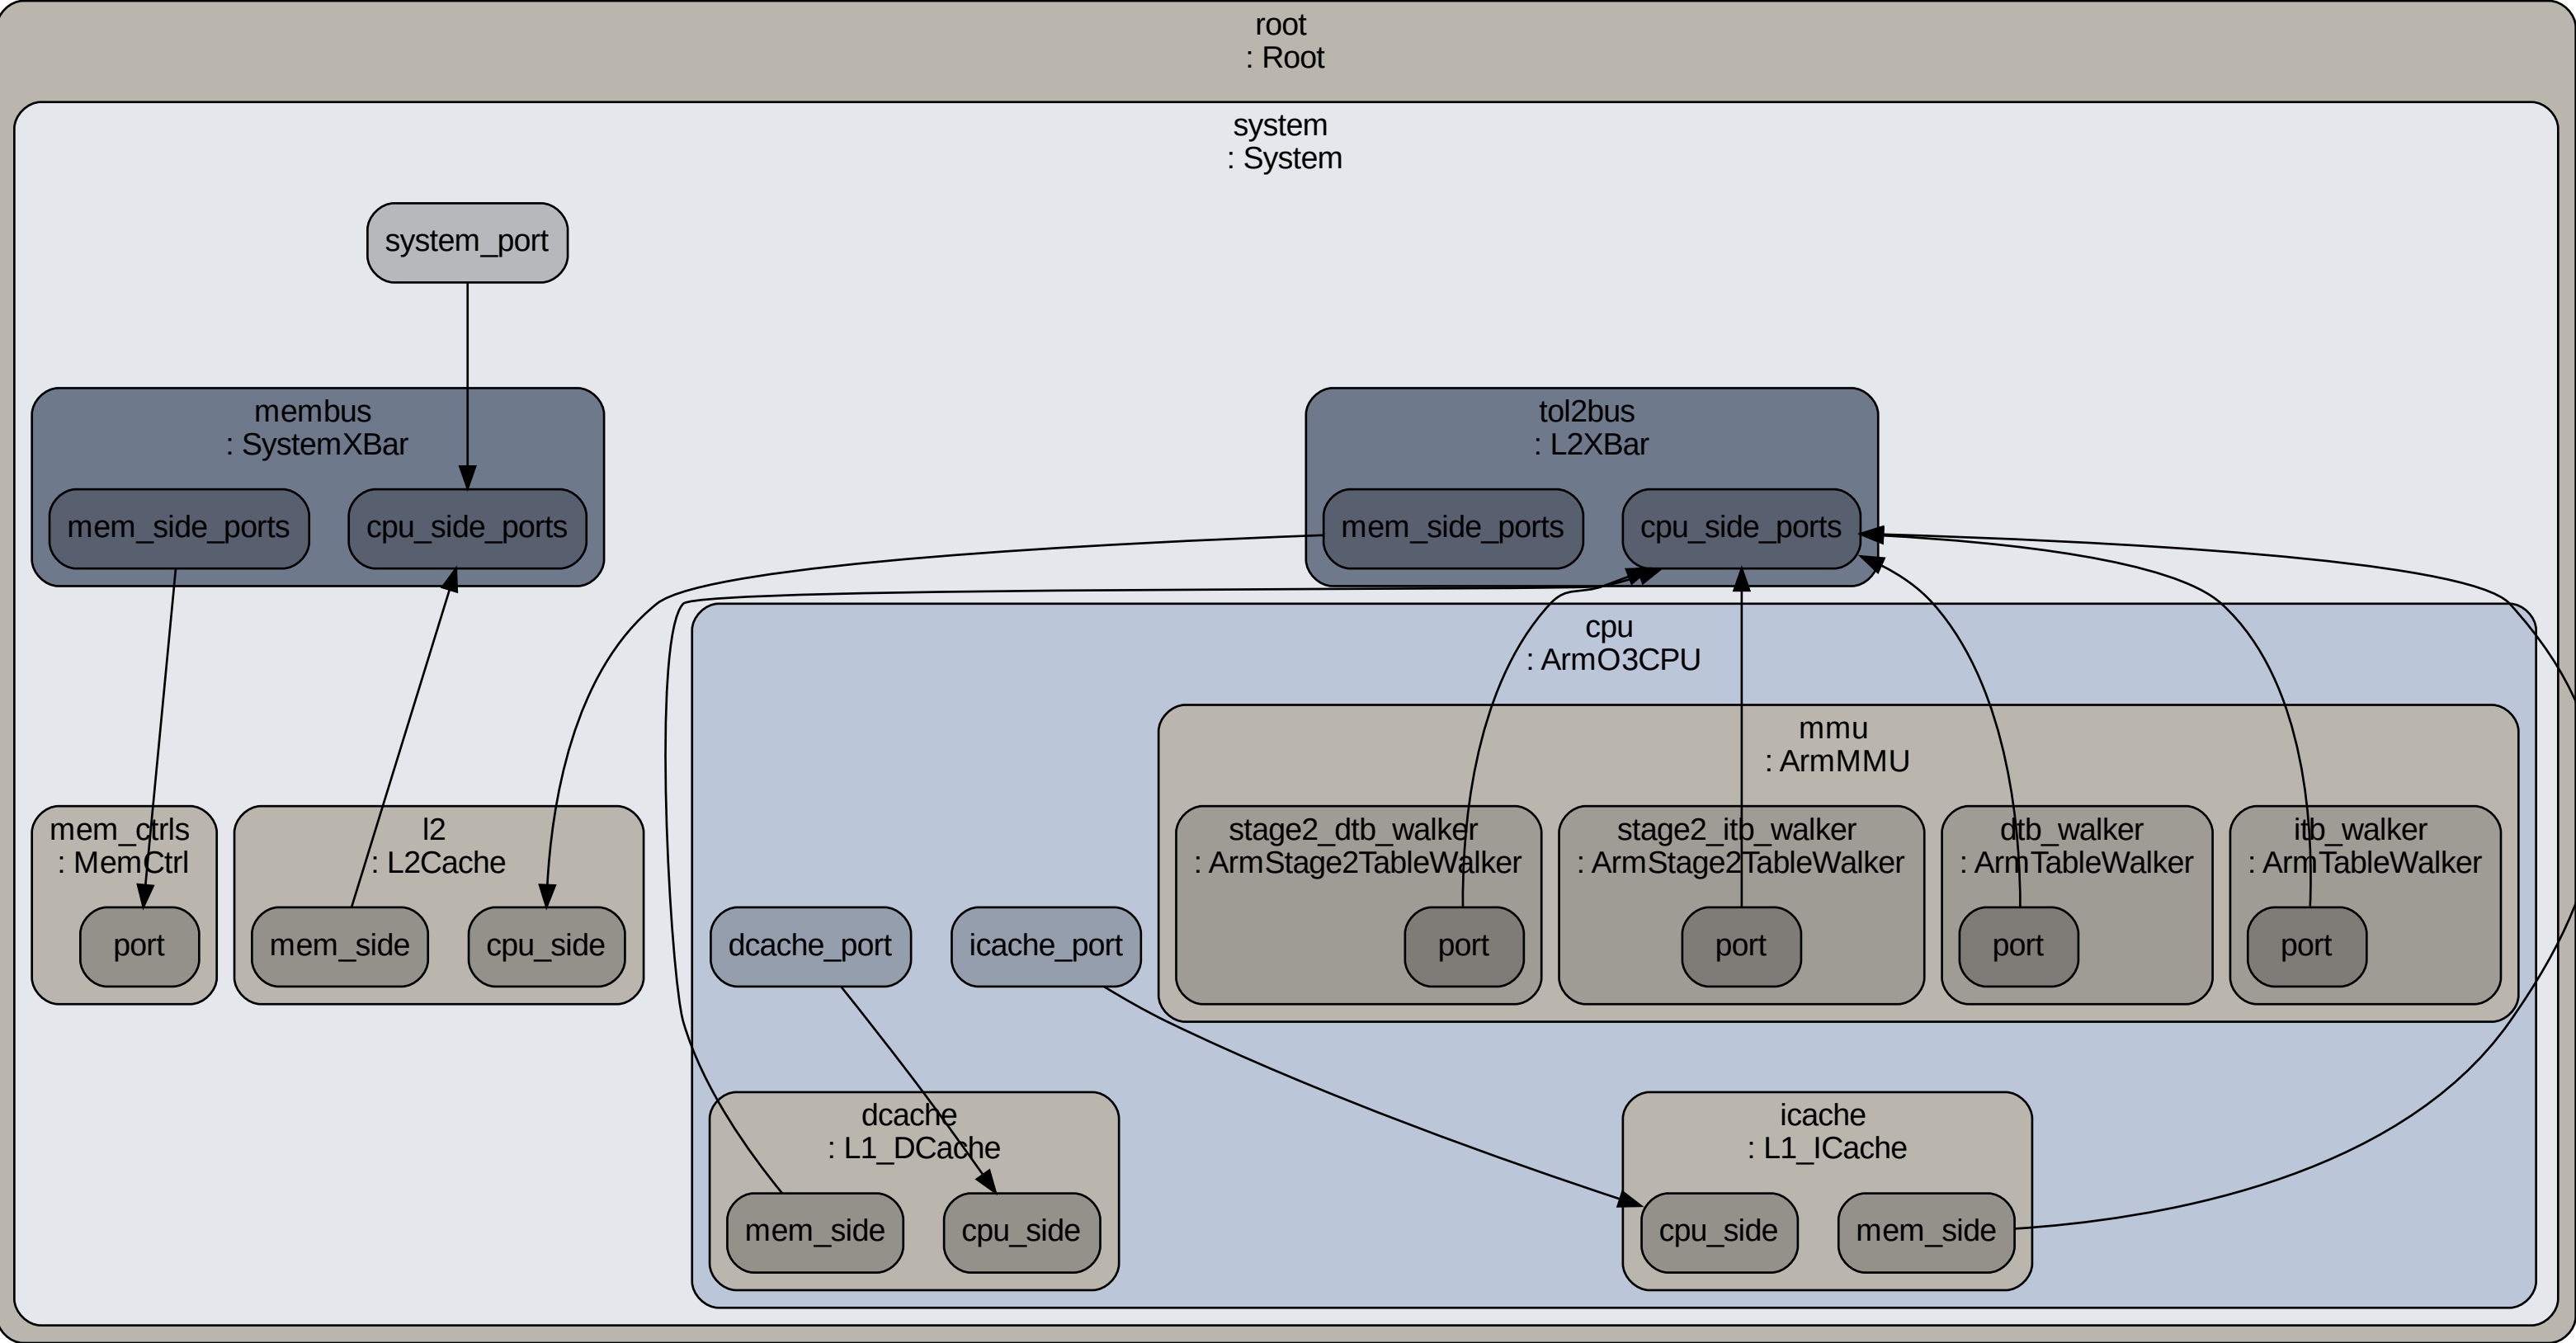 root
: Root
system
: System
system_port
membus
: SystemXBar
mem_side_ports
cpu_side_ports
tol2bus
: L2XBar
mem_side_ports
cpu_side_ports
cpu
: ArmO3CPU
mmu
: ArmMMU
mem_ctrls
: MemCtrl
port
l2
: L2Cache
mem_side
cpu_side
dcache_port
icache_port
stage2_dtb_walker
: ArmStage2TableWalker
port
stage2_itb_walker
: ArmStage2TableWalker
port
dtb_walker
: ArmTableWalker
port
itb_walker
: ArmTableWalker
port
dcache
: L1_DCache
mem_side
cpu_side
icache
: L1_ICache
cpu_side
mem_side